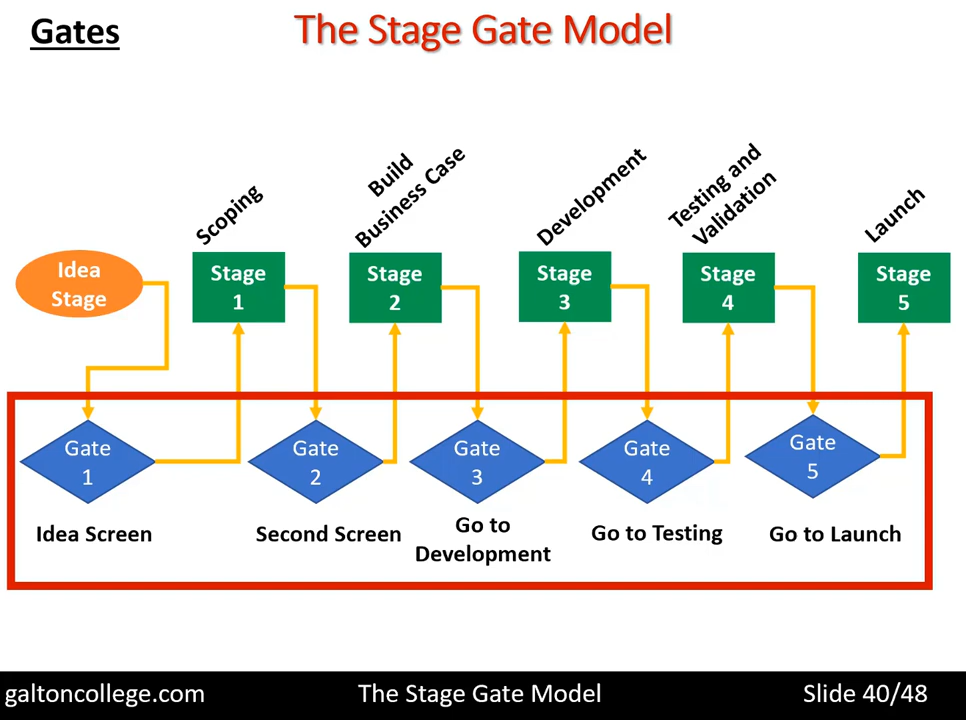 Gates
The Stage Gate Model
Scoping
Build
Business Case
Development
Testing and
Validation
Launch
Idea
Stage
Stage
1
Stage
2
Stage
3
Stage
4
Stage
5
Gate
1
Gate
2
Gate
3
Gate
4
Gate
5
Idea Screen
Second Screen
Go to
Development
Go to Testing
Go to Launch
galtoncollege.com
The Stage Gate Model
Slide 40/48